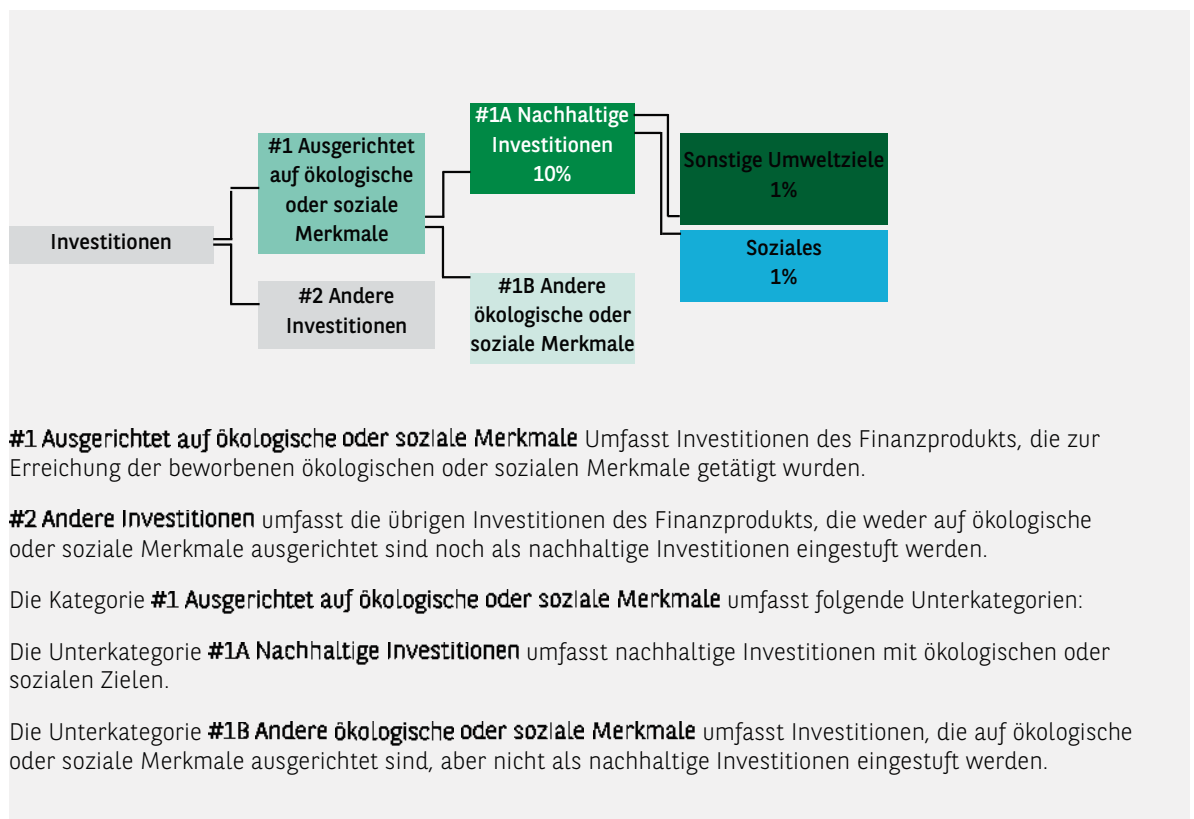 #1A Nachhaltige
Investitionen
10%
#1 Ausgerichtet
auf ökologische
oder soziale
Merkmale
Sonstige Umweltziele
1%
Investitionen
Soziales
1%
#2 Andere
Investitionen
#1B Andere
ökologische oder
soziale Merkmale
#1 Ausgerichtet auf ökologische oder soziale Merkmale Umfasst Investitionen des Finanzprodukts, die zur
Erreichung der beworbenen ökologischen oder sozialen Merkmale getätigt wurden.
#2 Andere Investitionen umfasst die übrigen Investitionen des Finanzprodukts, die weder auf ökologische
oder soziale Merkmale ausgerichtet sind noch als nachhaltige Investitionen eingestuft werden.
Die Kategorie #1 Ausgerichtet auf ökologische oder soziale Merkmale umfasst folgende Unterkategorien:
Die Unterkategorie #1A Nachhaltige Investitionen umfasst nachhaltige Investitionen mit ökologischen oder
sozialen Zielen.
Die Unterkategorie #1B Andere ökologische oder soziale Merkmale umfasst Investitionen, die auf ökologische
oder soziale Merkmale ausgerichtet sind, aber nicht als nachhaltige Investitionen eingestuft werden.